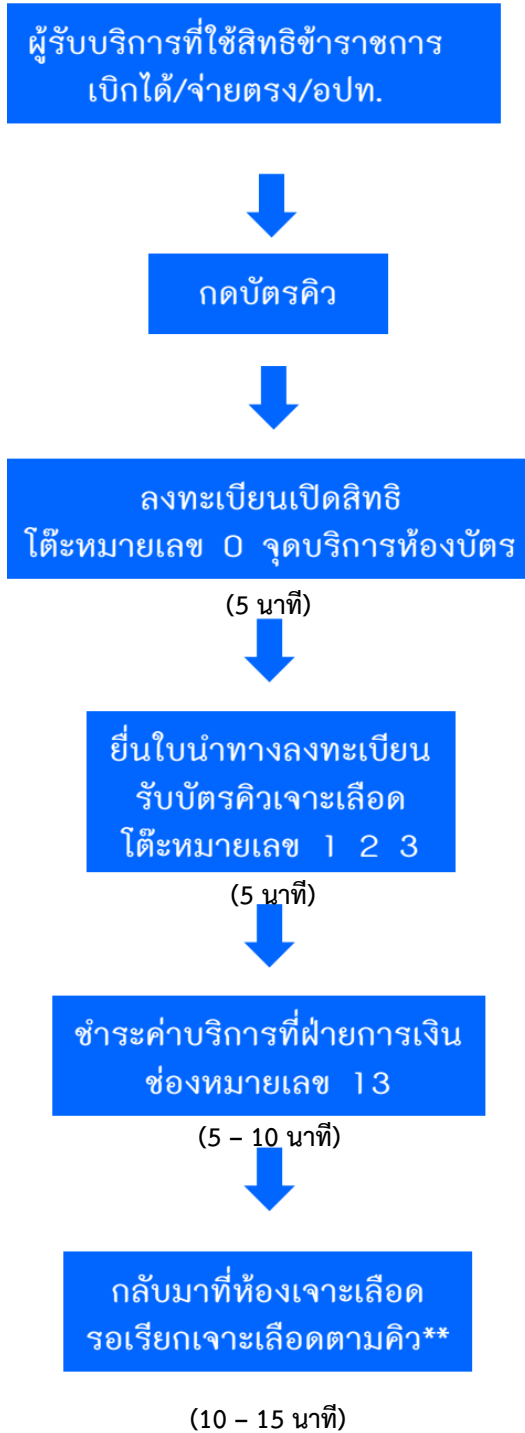 ผู้รับบริการที่ใช้สิทธิข้าราชการ
เบิกได้/จ่ายตรง/อปท.
กดบัตรคิว
ลงทะเบียนเปิดสิทธิ
โต๊ะหมายเลข 0 จุดบริการห้องบัตร
(5 นาที)
ยื่นใบนำทางลงทะเบียน
รับบัตรคิวเจาะเลือด
โต๊ะหมายเลข 1 2 3
(5 นาที)
ชำระค่าบริการที่ฝ่ายการเงิน
ช่องหมายเลข 13
(5 – 10 นาที)
กลับมาที่ห้องเจาะเลือด
รอเรียกเจาะเลือดตามคิว**
(10 – 15 นาที)